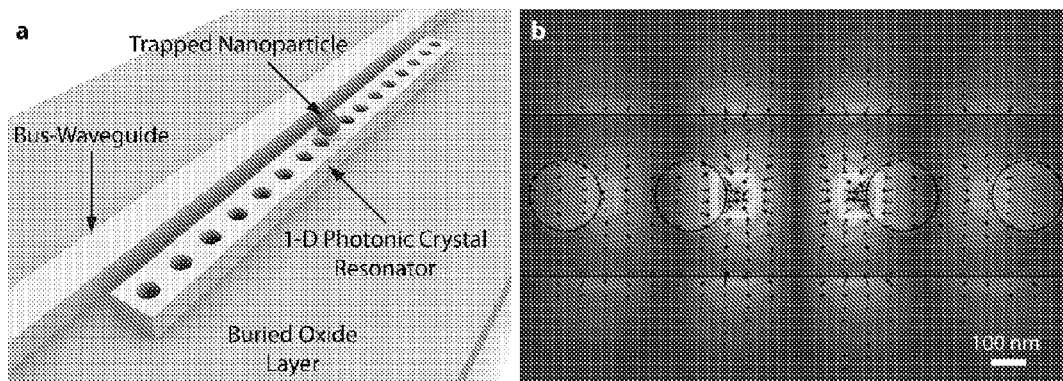 a
Trapped Nanoparticle
Bus-Waveguide
1-D Photonic Crystal
Resonator
Buried Oxide
Layer
b
100 nm